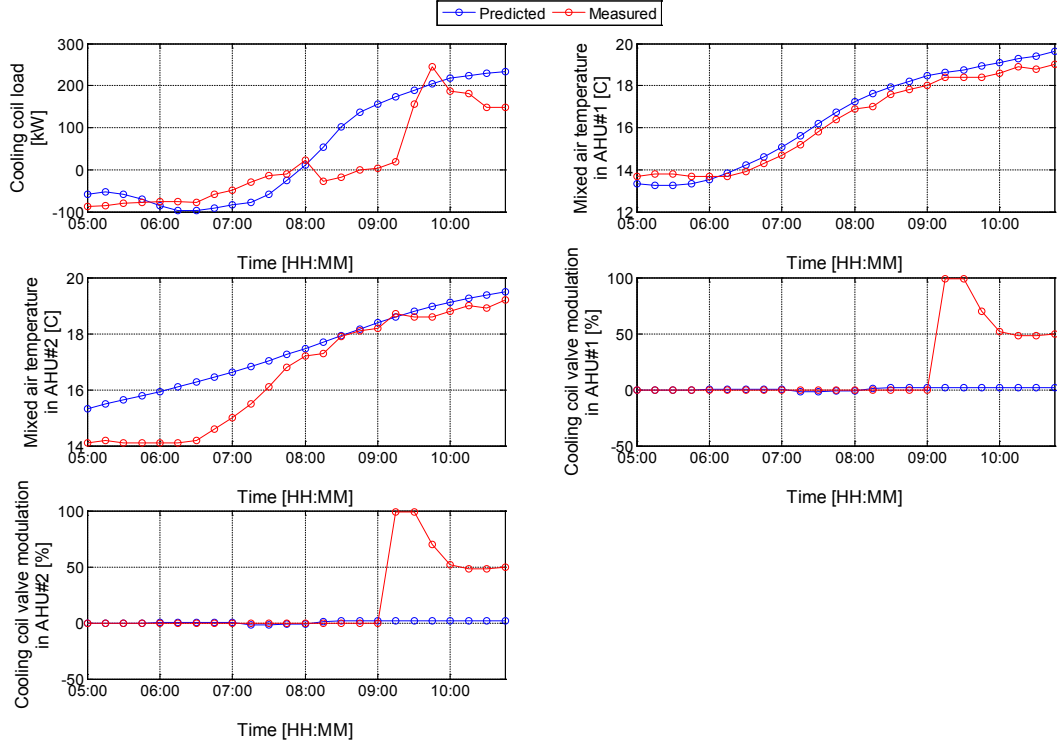 Predicted Measured
300
200
100
0
-100
Cooling coil load
[kW]
05:00 06:00 07:00 08:00 09:00 10:00
Time [HH:MM]
20
18
16
14
12
Mixed air temperature
in AHU#1 [C]
05:00 06:00 07:00 08:00 09:00 10:00
Time [HH:MM]
20
18
16
14
Mixed air temperature
in AHU#2 [C]
05:00 06:00 07:00 08:00 09:00 10:00
Time [HH:MM]
100
50
0
-50
Cooling coil valve modulation
in AHU#1 [%]
05:00 06:00 07:00 08:00 09:00 10:00
Time [HH:MM]
100
50
0
-50
Cooling coil valve modulation
in AHU#2 [%]
05:00 06:00 07:00 08:00 09:00 10:00
Time [HH:MM]